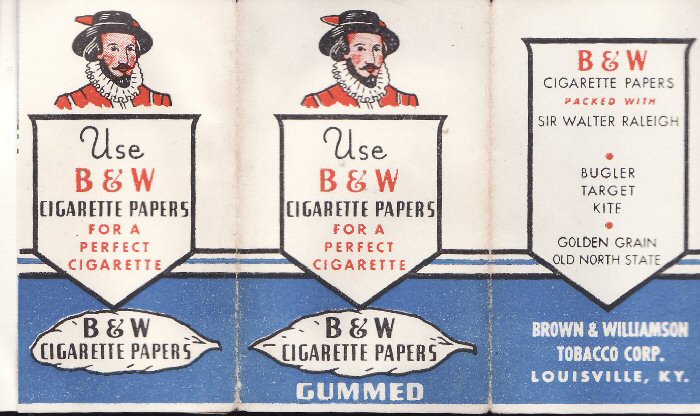 Use
B & W
CIGARETTE PAPERS
FOR A
PERFECT
CIGARETTE
B & W
CIGARETTE PAPERS
Use
B & W
CIGARETTE PAPERS
FOR A
PERFECT
CIGARETTE
B & W
CIGARETTE PAPERS
GUMMED
B & W
CIGARETTE PAPERS
PACKED WITH
SIR WALTER RALEIGH
BUGLER
TARGET
KITE
GOLDEN GRAIN
OLD NORTH STATE
BROWN & WILLIAMSON
TOBACCO CORP.
LOUISVILLE, KY.